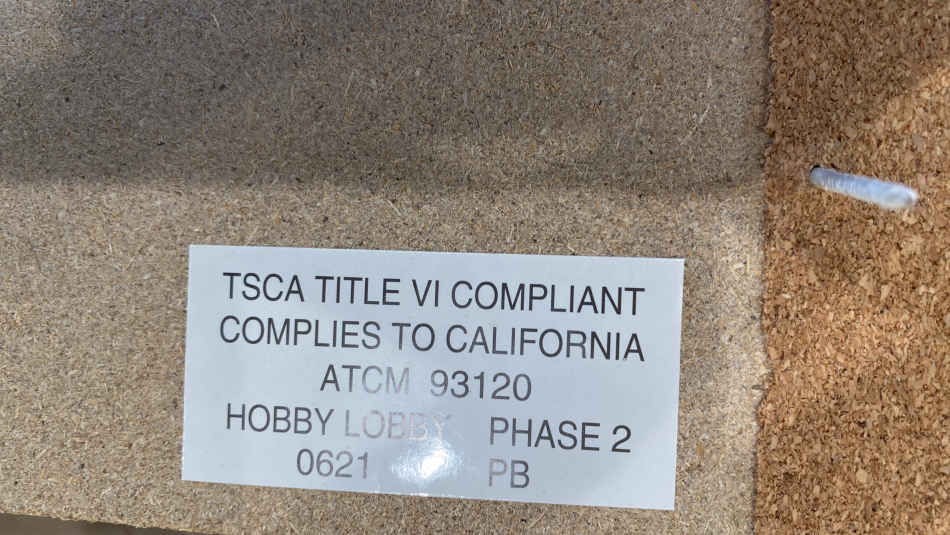 TSCA TITLE VI COMPLIANT
COMPLIES TO CALIFORNIA
ATCM 93120
HOBBY LOBBY PHASE 2
0621 PB